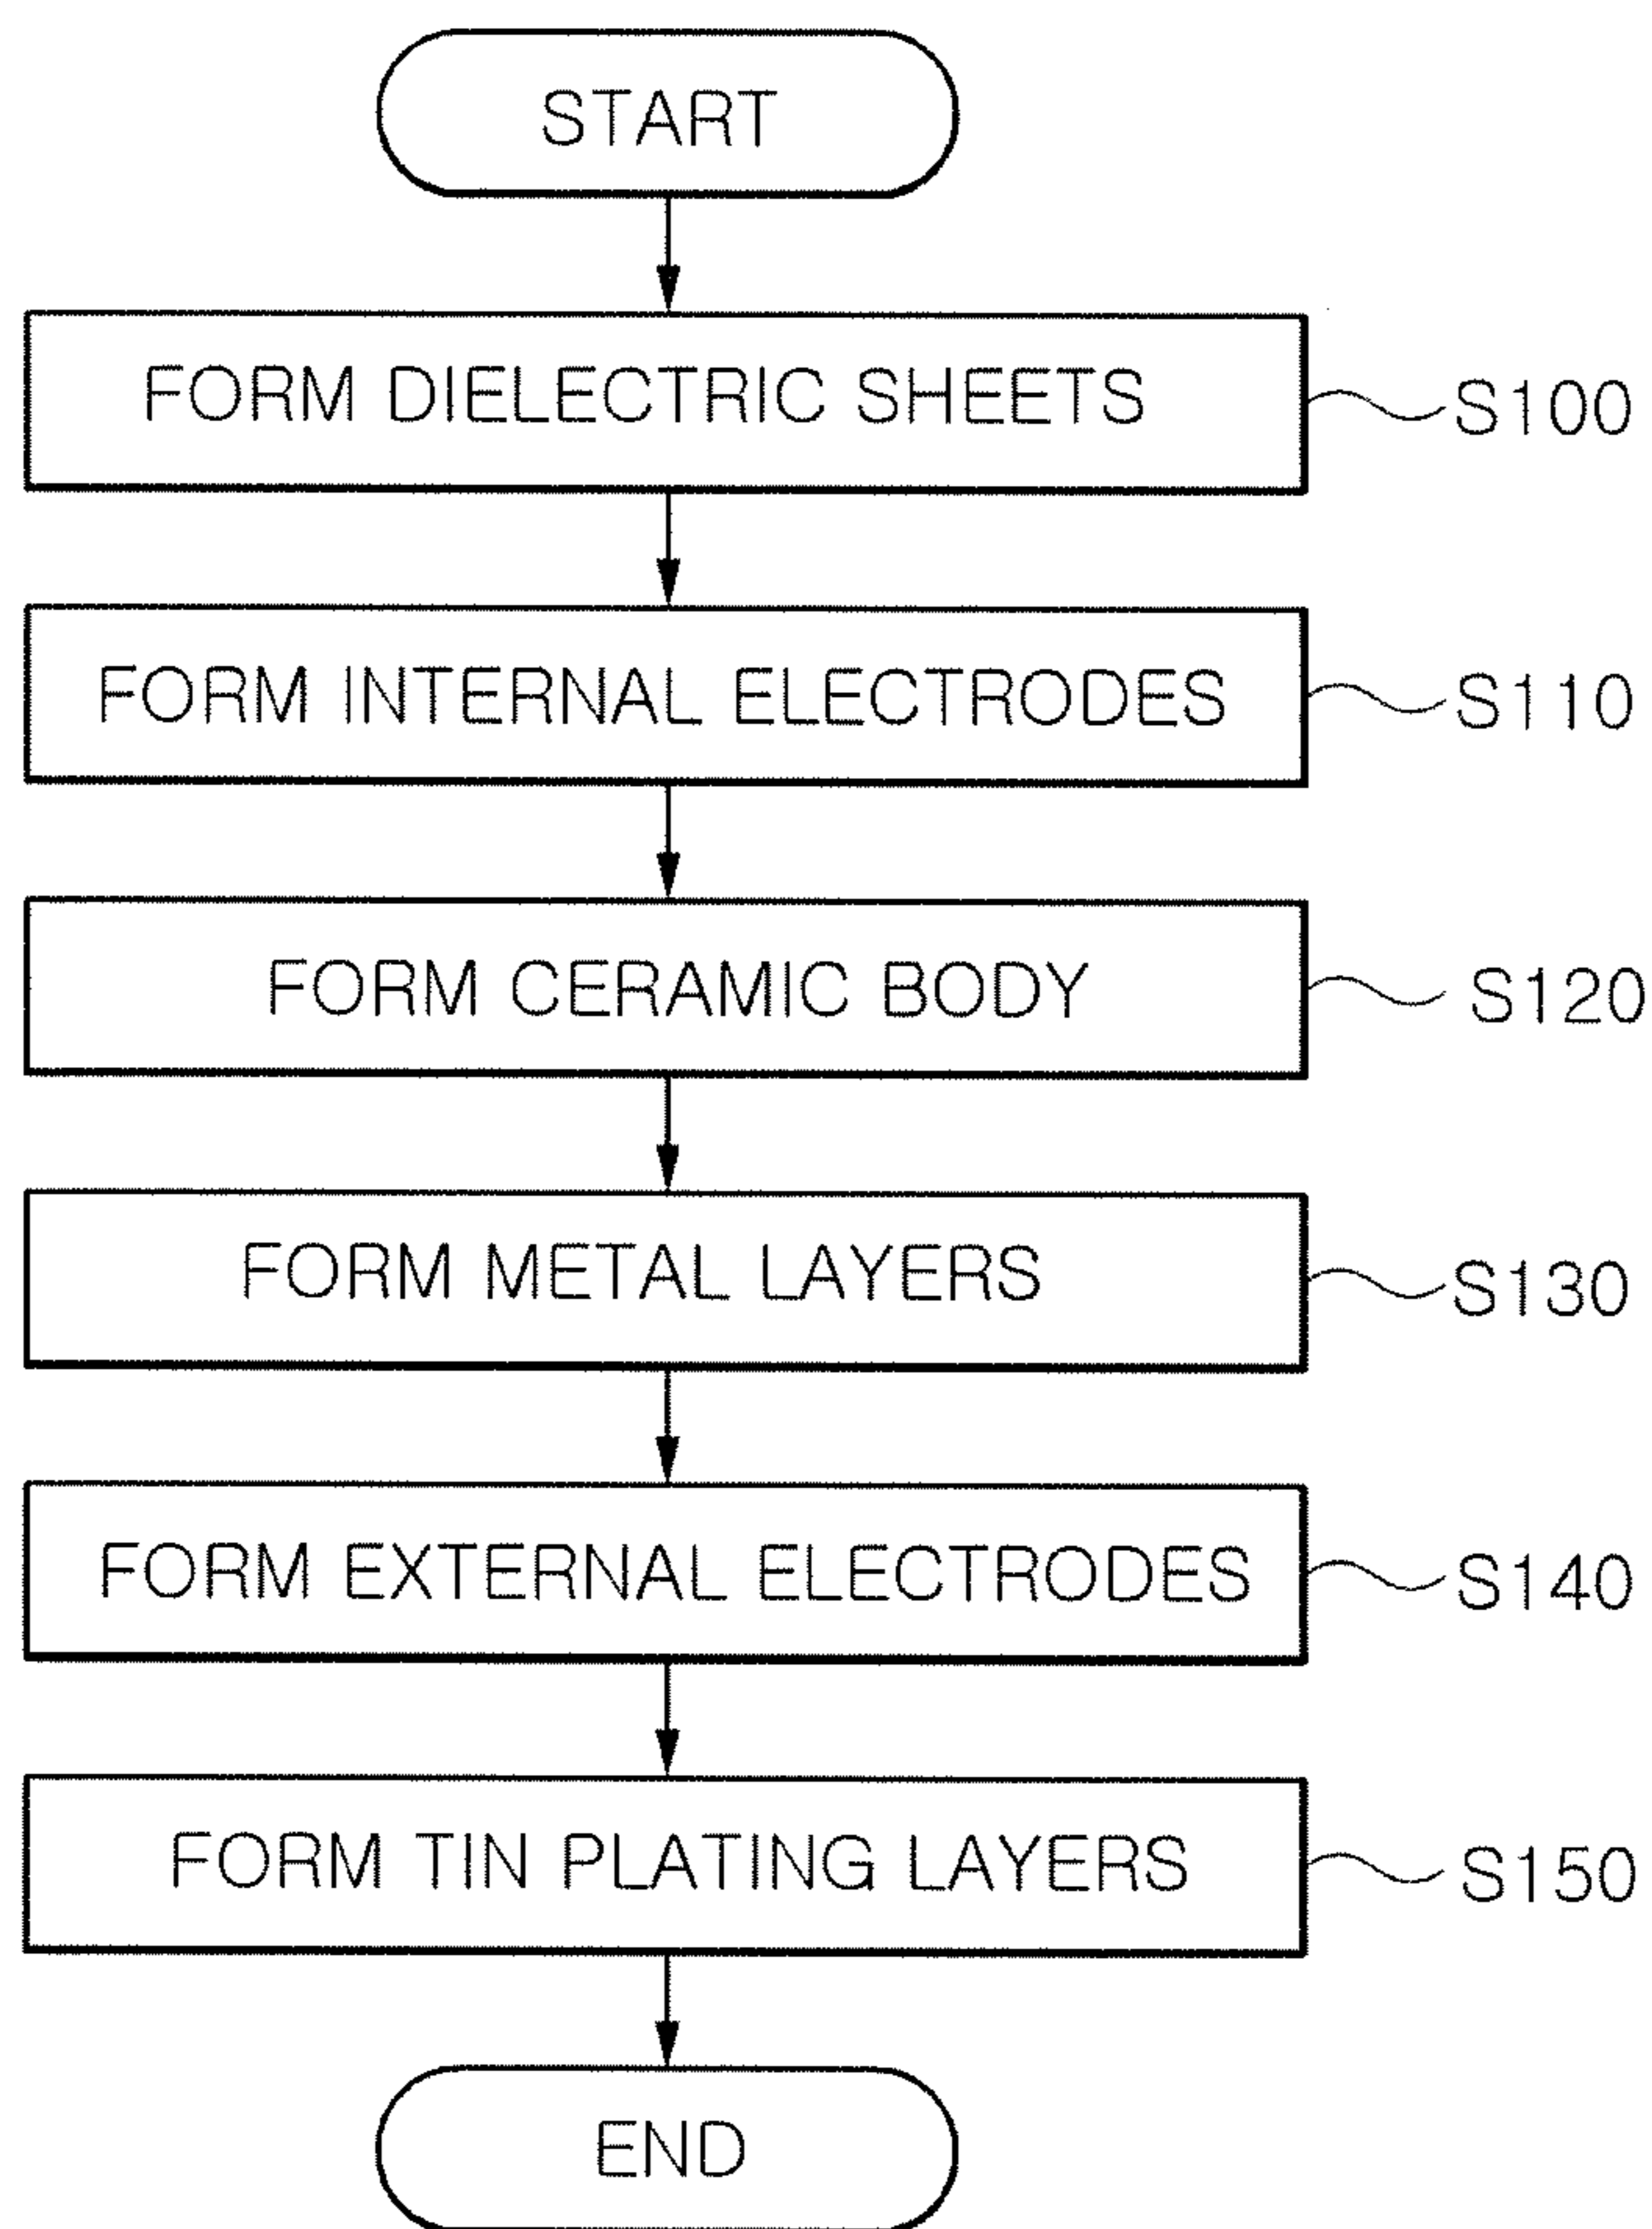 START
FORM DIELECTRIC SHEETS
S100
FORM INTERNAL ELECTRODES
S110
FORM CERAMIC BODY
S120
FORM METAL LAYERS
S130
FORM EXTERNAL ELECTRODES
S140
FORM TIN PLATING LAYERS
S150
END